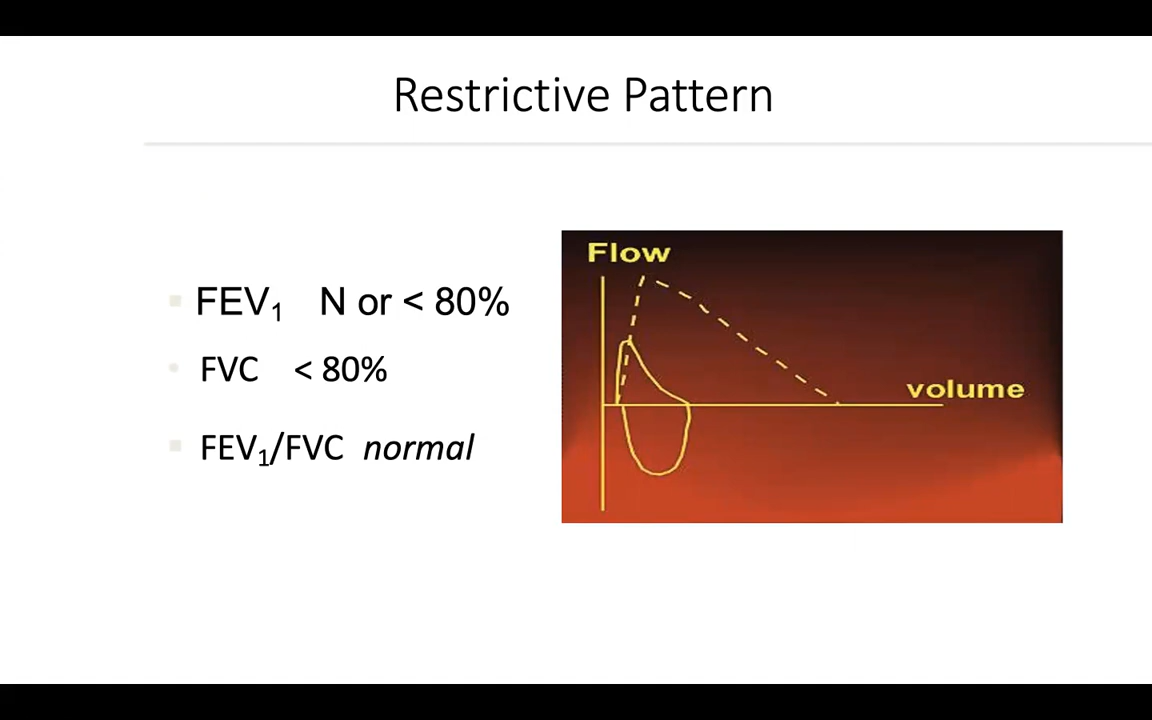 Restrictive Pattern
FEV₁ N or < 80%
FVC < 80%
FEV₁/FVC normal
Flow
volume